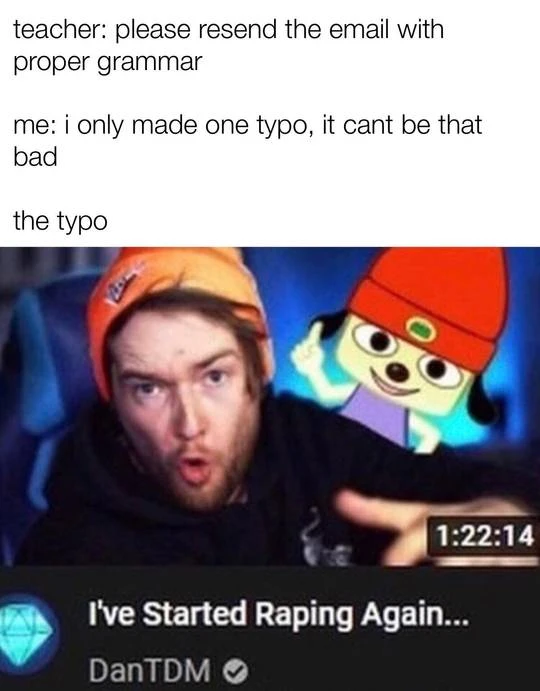 teacher: please resend the email with
proper grammar
me: i only made one typo, it cant be that
bad
the typo
1:22:14
I've Started Raping Again...
DanTDM